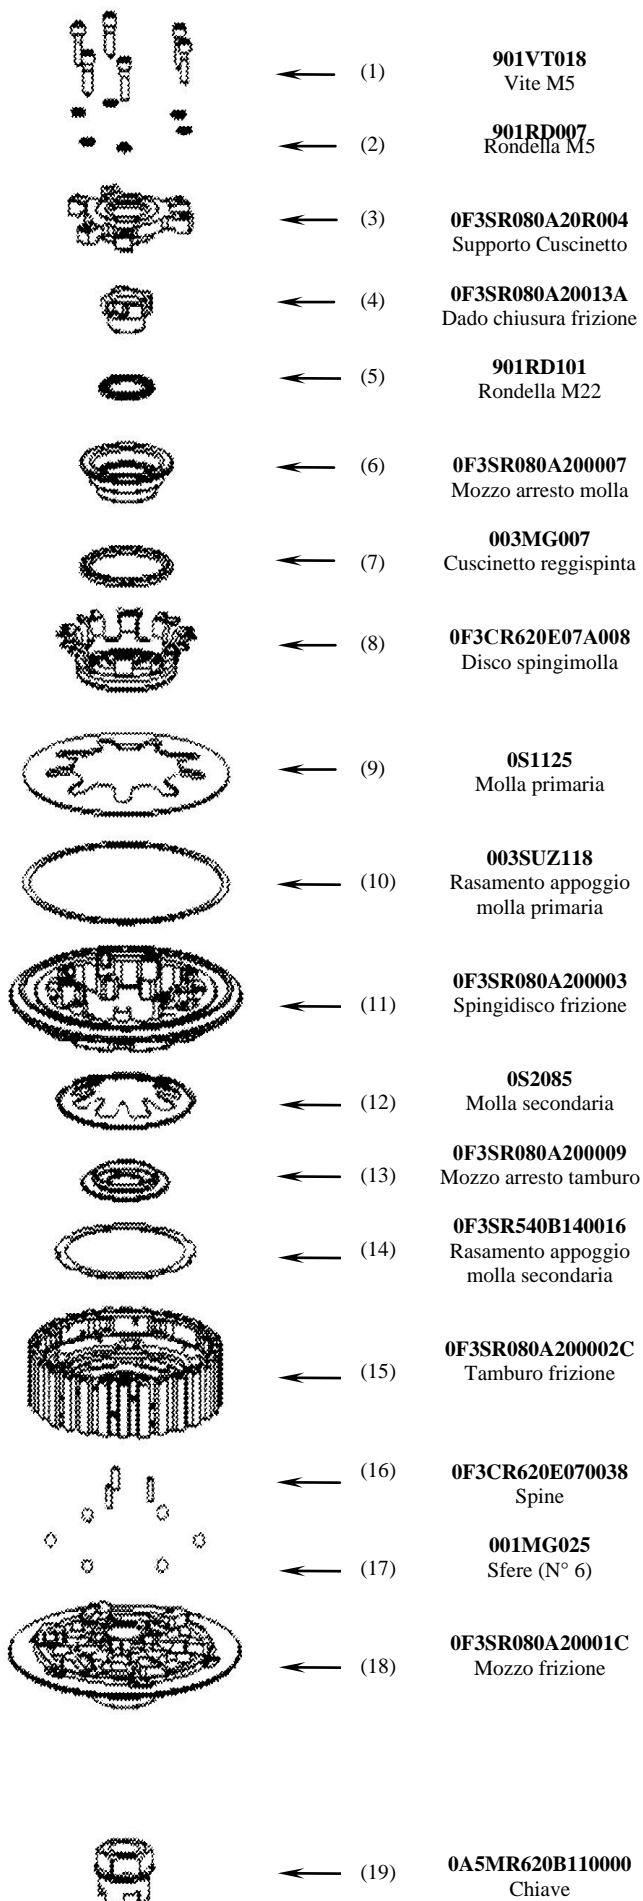 (1) 901VT018
Vite M5
(2) 901RD007
Rondella M5
(3) 0F3SR080A20R004
Supporto Cuscinetto
(4) 0F3SR080A20013A
Dado chiusura frizione
(5) 901RD101
Rondella M22
(6) 0F3SR080A200007
Mozzo arresto molla
(7) 003MG007
Cuscinetto reggispinta
(8) 0F3CR620E07A008
Disco spingimolla
(9) 0S1125
Molla primaria
(10) 003SUZ118
Rasamento appoggio
molla primaria
(11) 0F3SR080A200003
Spingidisco frizione
(12) 0S2085
Molla secondaria
(13) 0F3SR080A200009
Mozzo arresto tamburo
(14) 0F3SR540B140016
Rasamento appoggio
molla secondaria
(15) 0F3SR080A200002C
Tamburo frizione
(16) 0F3CR620E070038
Spine
(17) 001MG025
Sfere (N° 6)
(18) 0F3SR080A20001C
Mozzo frizione
(19) 0A5MR620B110000
Chiave